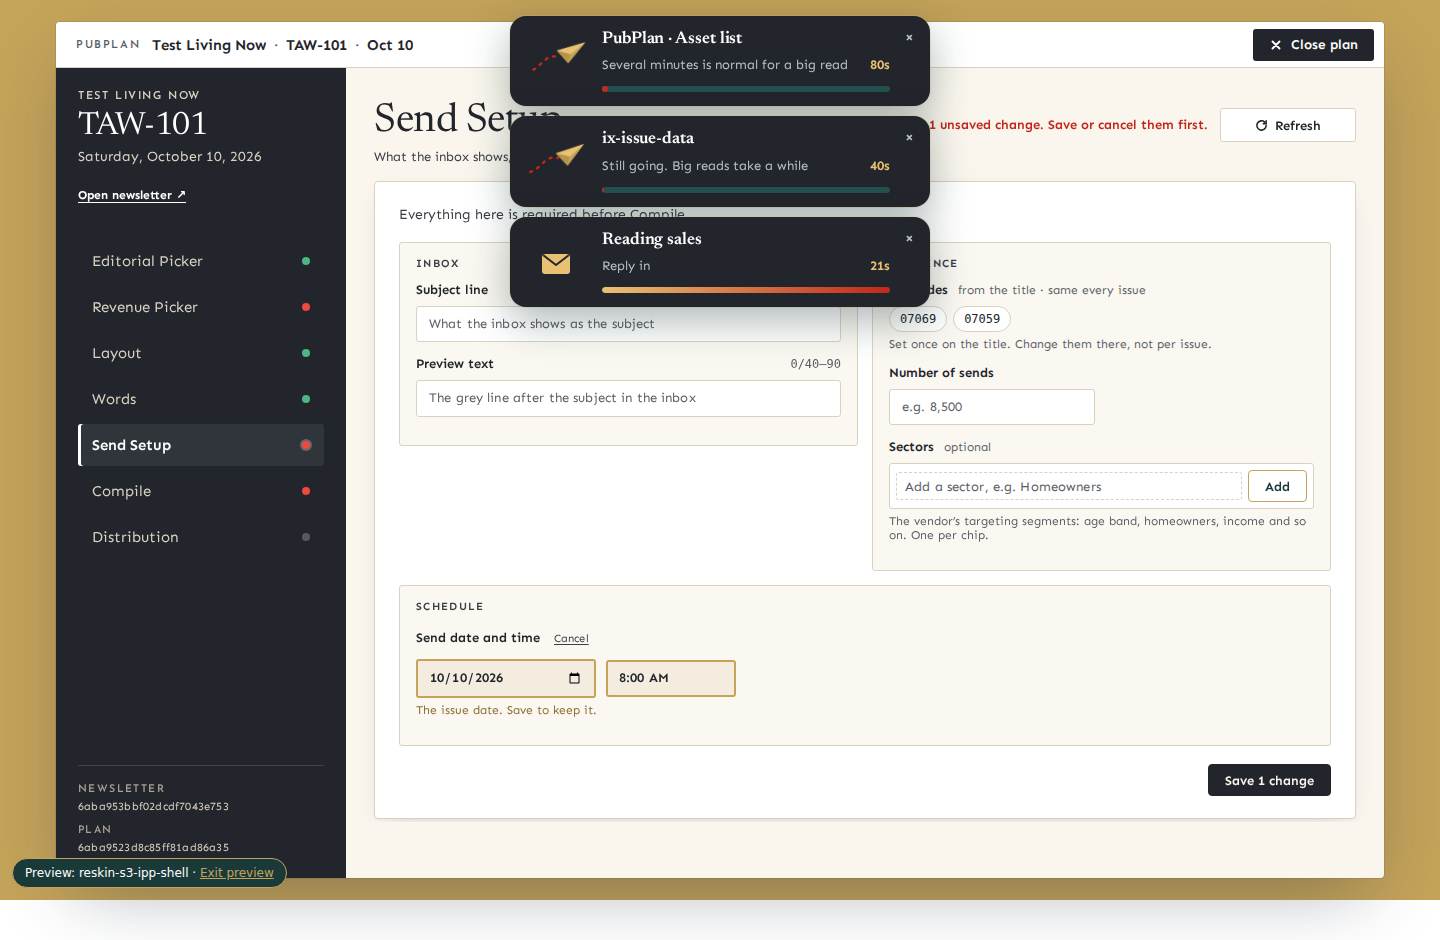 PUBPLAN Test Living Now · TAW-101 · Oct 10
Close plan
PubPlan · Asset list
Several minutes is normal for a big read 80s
ix-issue-data
Still going. Big reads take a while 40s
Reading sales
Reply in 21s
TEST LIVING NOW
TAW-101
Saturday, October 10, 2026
Open newsletter ↗
Editorial Picker
Revenue Picker
Layout
Words
Send Setup
Compile
Distribution
NEWSLETTER
6aba953bbf02dcdf7043e753
PLAN
6aba9523d8c85ff81ad86a35
Preview: reskin-s3-ipp-shell · Exit preview
Send Setup
What the inbox shows,
1 unsaved change. Save or cancel them first.
Refresh
Everything here is required before Compile.
INBOX
Subject line
What the inbox shows as the subject
Preview text 0/40–90
The grey line after the subject in the inbox
from the title · same every issue
07069 07059
Set once on the title. Change them there, not per issue.
Number of sends
e.g. 8,500
Sectors optional
Add a sector, e.g. Homeowners Add
The vendor’s targeting segments: age band, homeowners, income and so
on. One per chip.
SCHEDULE
Send date and time Cancel
10/10/2026 8:00 AM
The issue date. Save to keep it.
Save 1 change